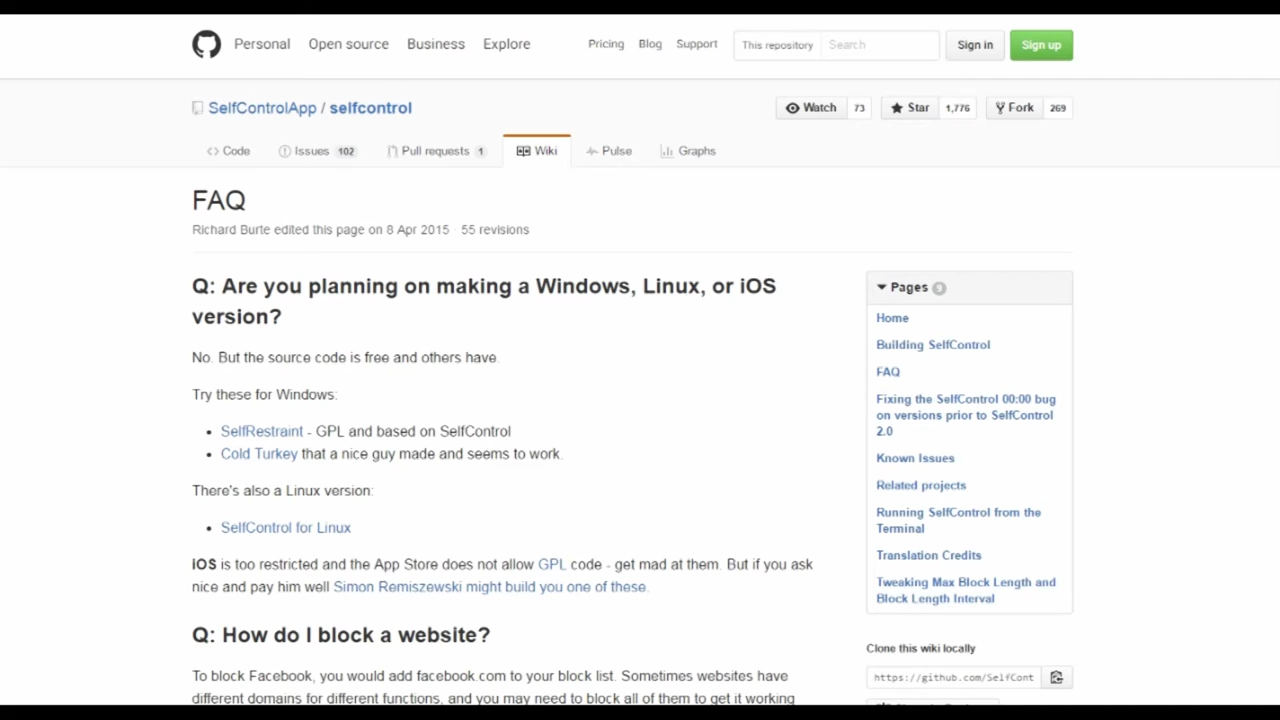 Personal Open source Business Explore Pricing Blog Support This repository Search Sign in Sign up
SelfControlApp / selfcontrol Watch 73 Star 1,776 Fork 269
Code Issues 102 Pull requests 1 Wiki Pulse Graphs
FAQ
Richard Burte edited this page on 8 Apr 2015 · 55 revisions
Q: Are you planning on making a Windows, Linux, or iOS
version?
No. But the source code is free and others have.
Try these for Windows:
• SelfRestraint - GPL and based on SelfControl
• Cold Turkey that a nice guy made and seems to work.
There's also a Linux version:
• SelfControl for Linux
iOS is too restricted and the App Store does not allow GPL code - get mad at them. But if you ask
nice and pay him well Simon Remiszewski might build you one of these.
Q: How do I block a website?
To block Facebook, you would add facebook.com to your block list. Sometimes websites have
different domains for different functions, and you may need to block all of them to get it working
Pages 9
Home
Building SelfControl
FAQ
Fixing the SelfControl 00:00 bug
on versions prior to SelfControl
2.0
Known Issues
Related projects
Running SelfControl from the
Terminal
Translation Credits
Tweaking Max Block Length and
Block Length Interval
Clone this wiki locally
https://github.com/SelfCont